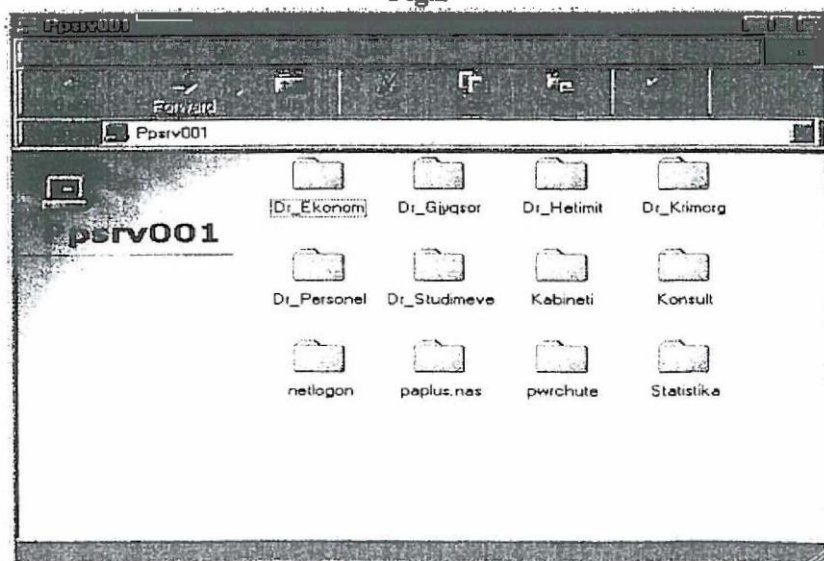 Ppsrv001
Forward
Ppsrv001
Ppsrv001
Dr_Ekonom Dr_Gjyqsor Dr_Hetimit Dr_Krimorg
Dr_Personel Dr_Studimeve Kabineti Konsult
netlogon paplus.nas pwrchute Statistika